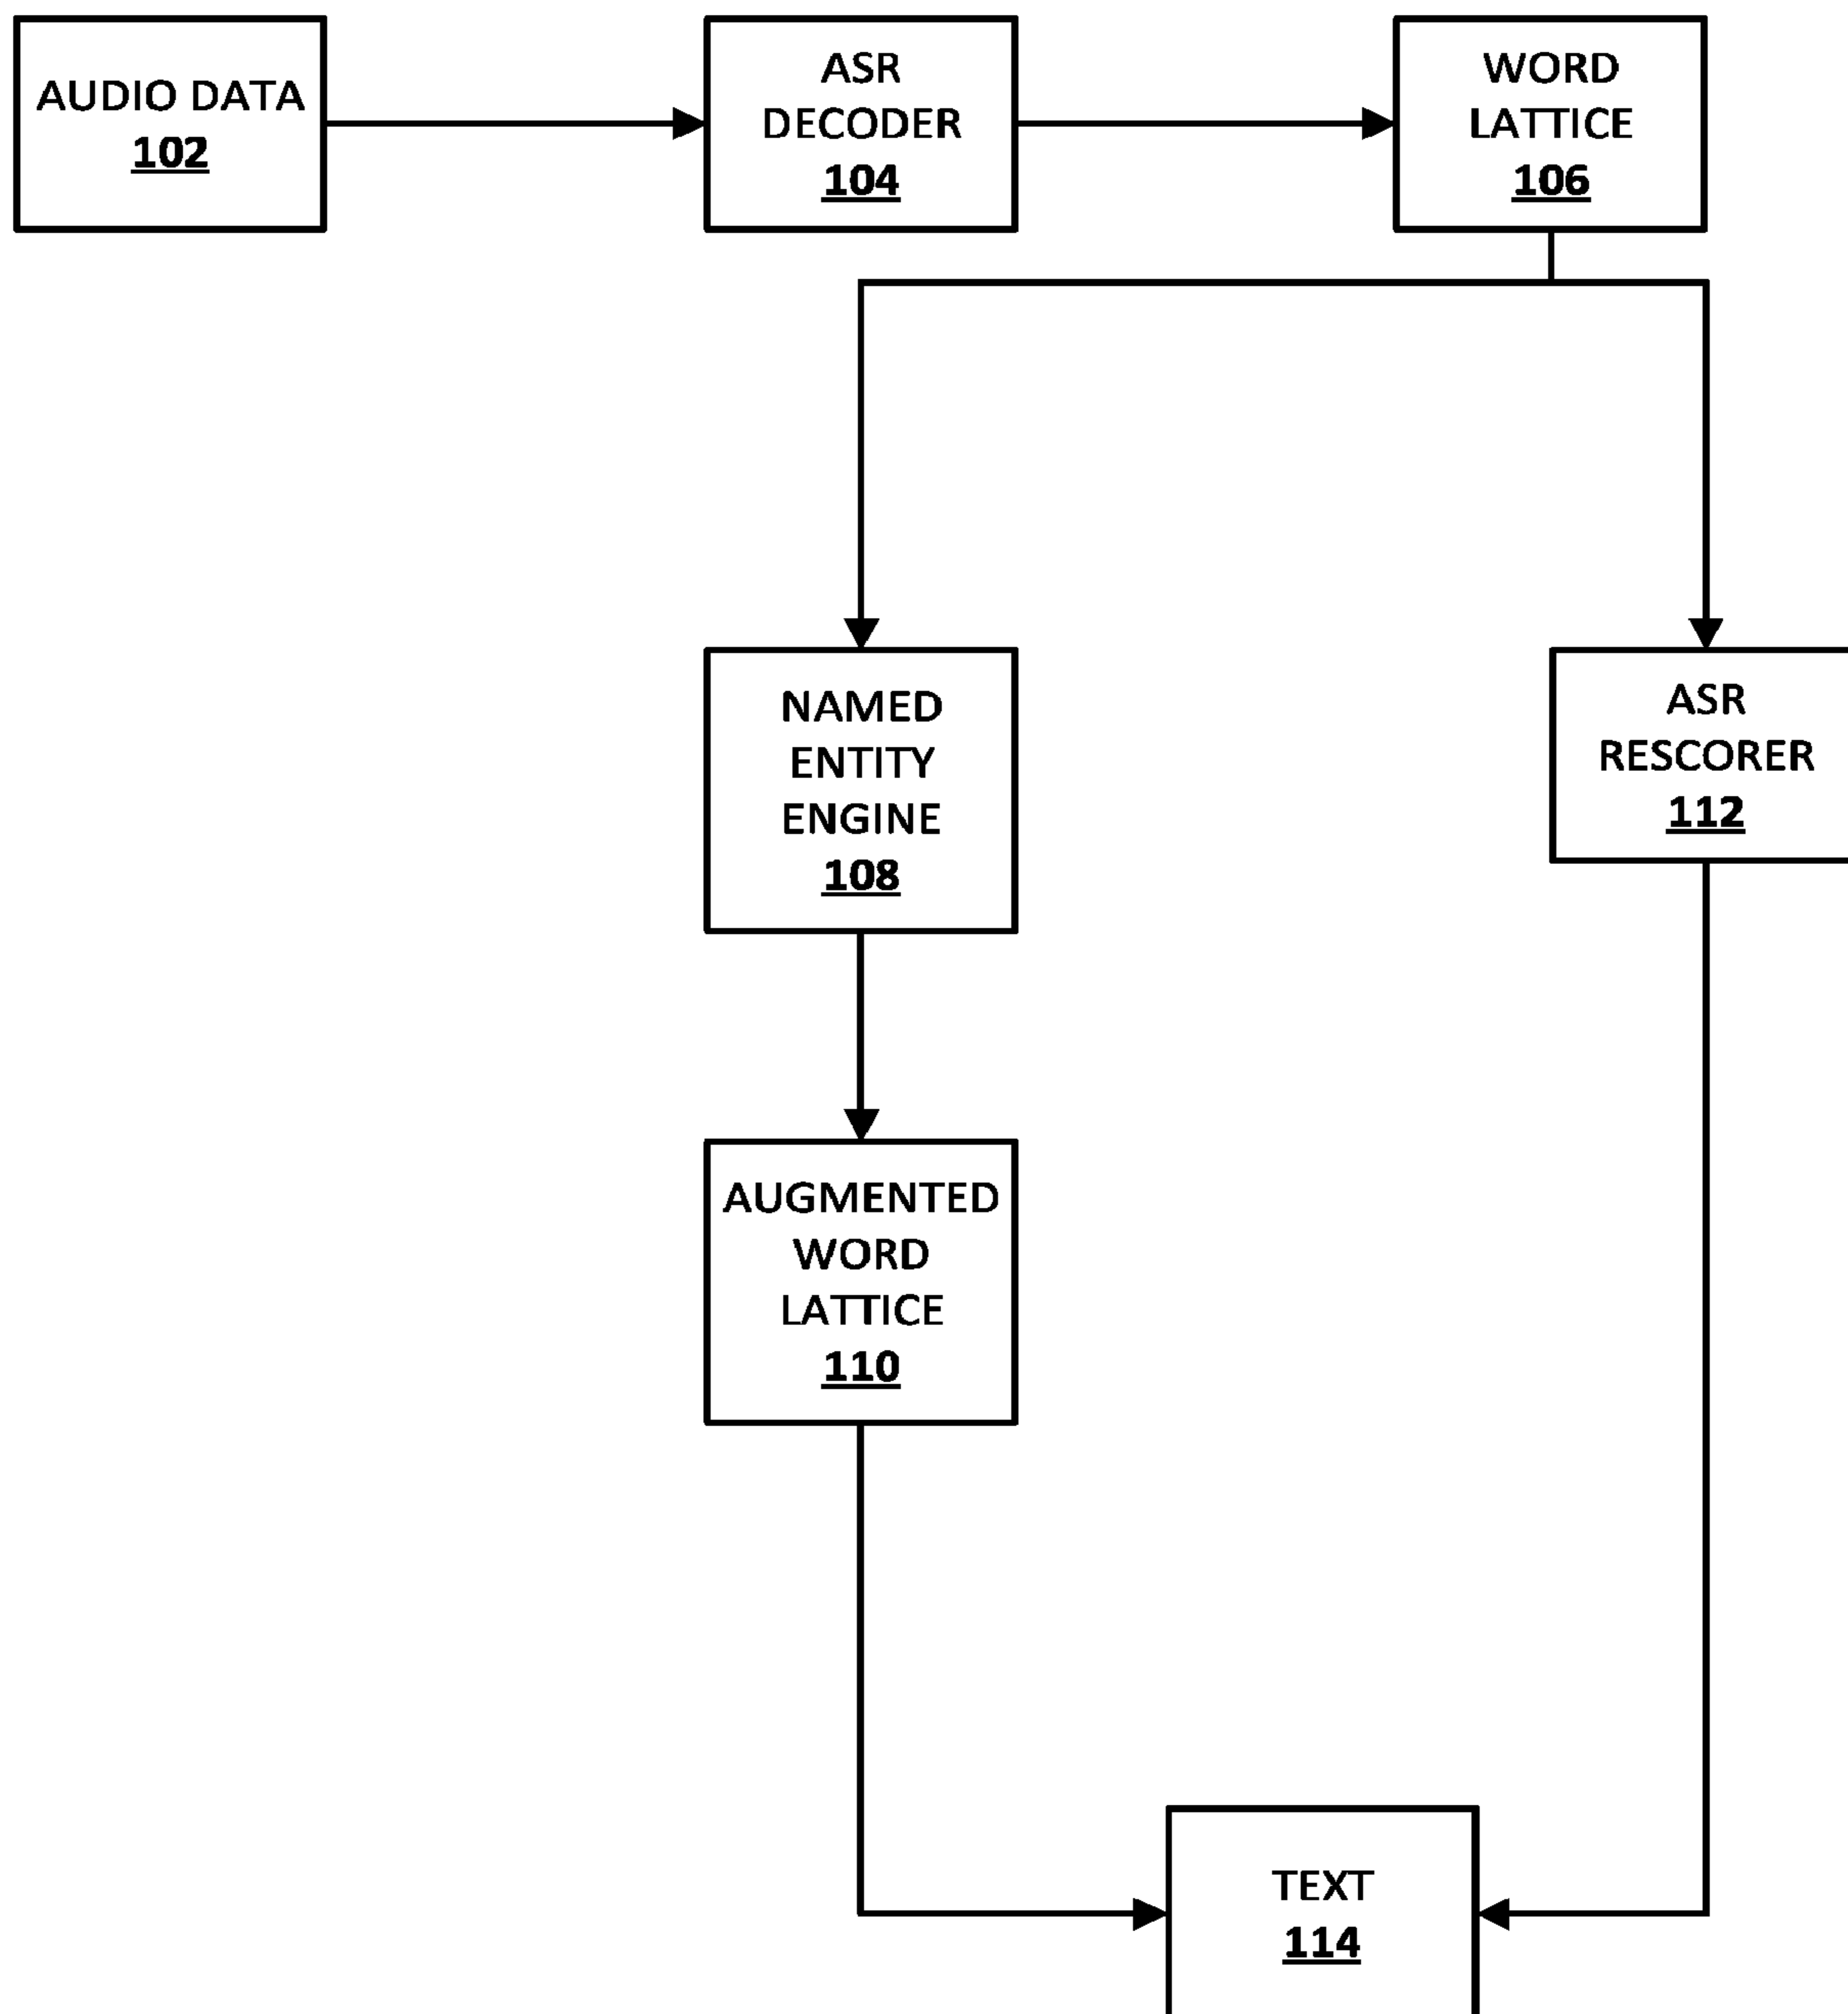 AUDIO DATA
102
ASR
DECODER
104
WORD
LATTICE
106
NAMED
ENTITY
ENGINE
108
ASR
RESCORER
112
AUGMENTED
WORD
LATTICE
110
TEXT
114